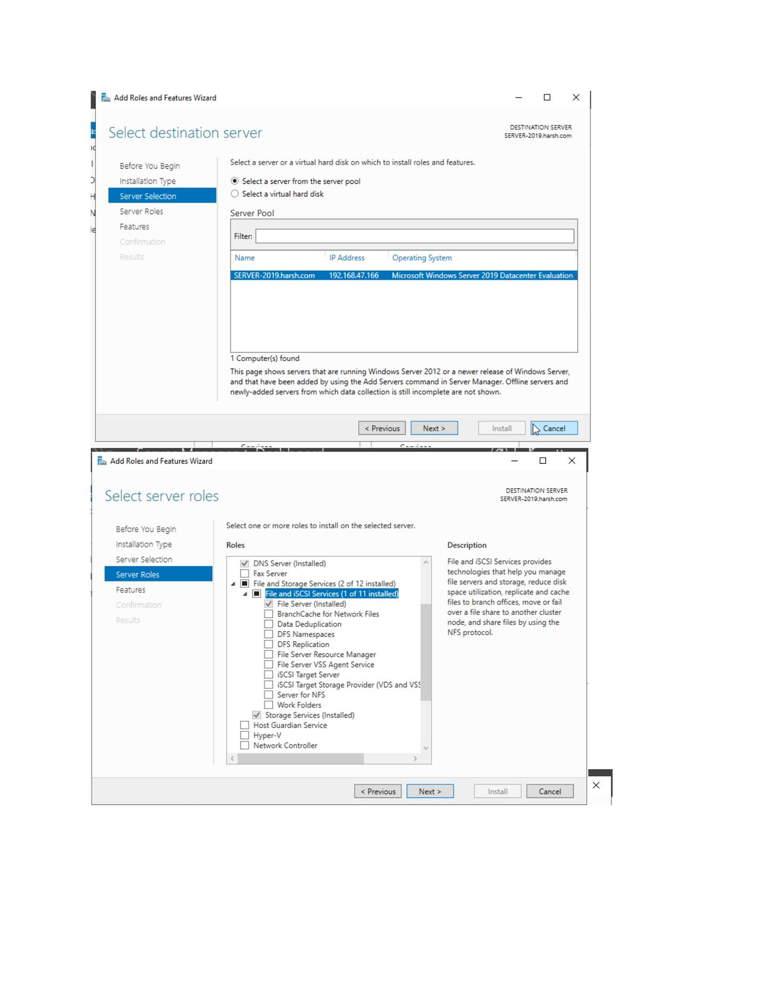 Add Roles and Features Wizard
Select destination server
DESTINATION SERVER
SERVER-2019.harsh.com
Before You Begin
Installation Type
Server Selection
Server Roles
Features
Confirmation
Results
Select a server or a virtual hard disk on which to install roles and features.
Select a server from the server pool
Select a virtual hard disk
Server Pool
Filter:
Name IP Address Operating System
SERVER-2019.harsh.com 192.168.47.166 Microsoft Windows Server 2019 Datacenter Evaluation
1 Computer(s) found
This page shows servers that are running Windows Server 2012 or a newer release of Windows Server,
and that have been added by using the Add Servers command in Server Manager. Offline servers and
newly-added servers from which data collection is still incomplete are not shown.
< Previous Next > Install Cancel
Add Roles and Features Wizard
Select server roles
DESTINATION SERVER
SERVER-2019.harsh.com
Before You Begin
Installation Type
Server Selection
Server Roles
Features
Confirmation
Results
Select one or more roles to install on the selected server.
Roles
DNS Server (Installed)
Fax Server
File and Storage Services (2 of 12 installed)
File and iSCSI Services (1 of 11 installed)
File Server (Installed)
BranchCache for Network Files
Data Deduplication
DFS Namespaces
DFS Replication
File Server Resource Manager
File Server VSS Agent Service
iSCSI Target Server
iSCSI Target Storage Provider (VDS and VSS
Server for NFS
Work Folders
Storage Services (Installed)
Host Guardian Service
Hyper-V
Network Controller
Description
File and iSCSI Services provides
technologies that help you manage
file servers and storage, reduce disk
space utilization, replicate and cache
files to branch offices, move or fail
over a file share to another cluster
node, and share files by using the
NFS protocol.
< Previous Next > Install Cancel